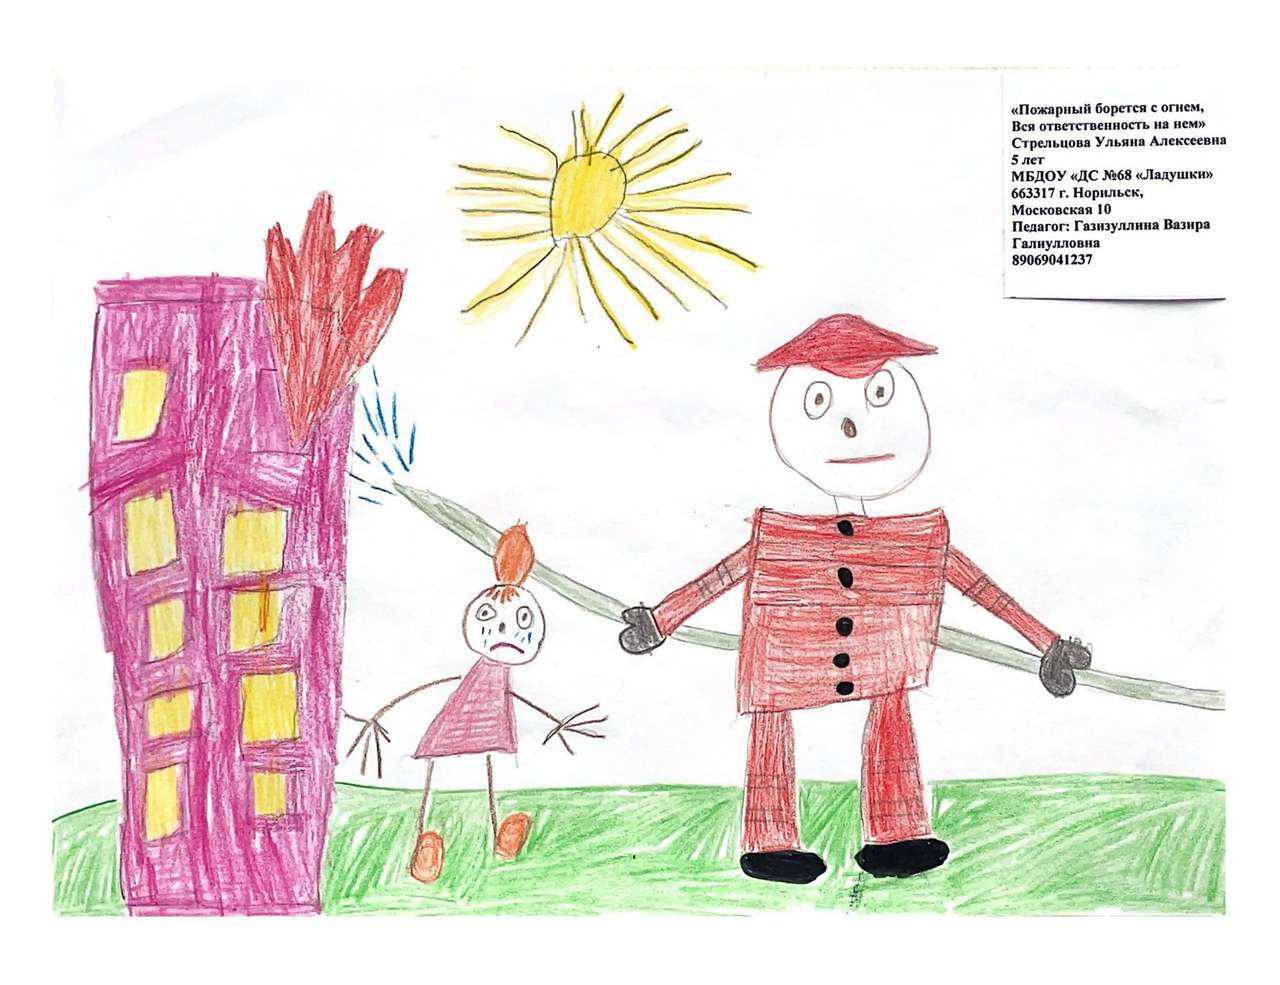 «Пожарный борется с огнем,
Вся ответственность на нем»
Стрельцова Ульяна Алексеевна
5 лет
МБДОУ «ДС №68 «Ладушки»
663317 г. Норильск,
Московская 10
Педагог: Газизуллина Вазира
Галиулловна
89069041237